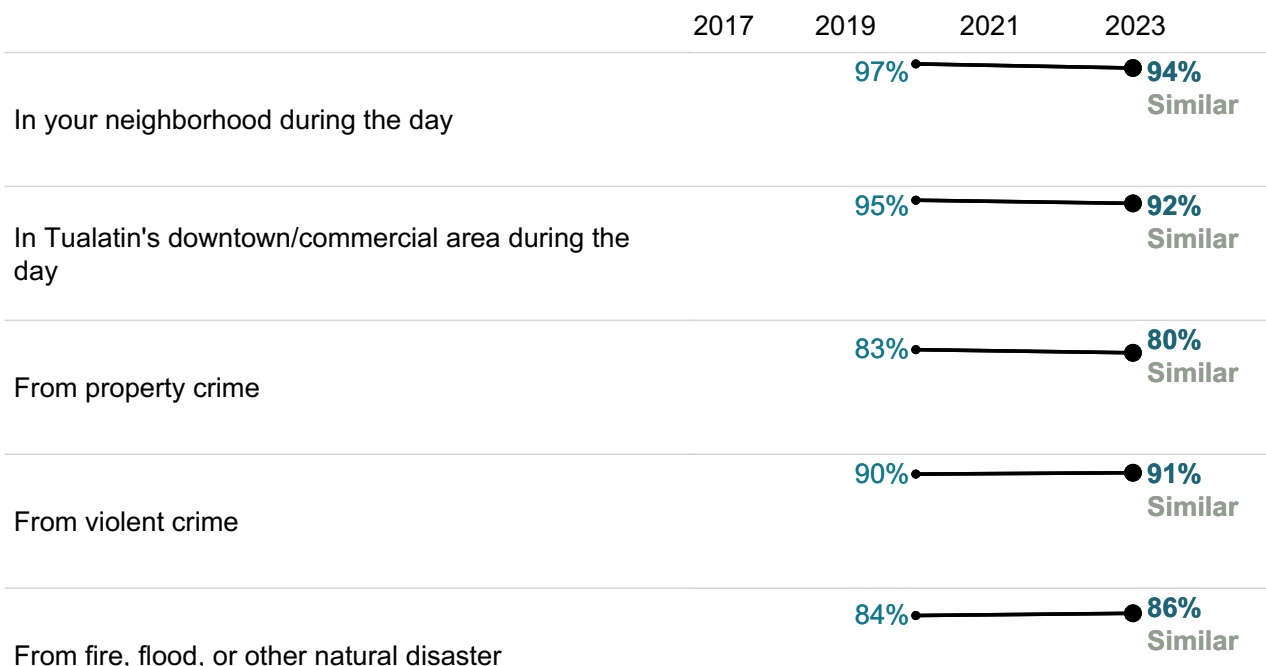 2017 2019 2021 2023
97% 94%
Similar
In your neighborhood during the day
95% 92%
Similar
In Tualatin's downtown/commercial area during the
day
83% 80%
Similar
From property crime
90% 91%
Similar
From violent crime
84% 86%
Similar
From fire, flood, or other natural disaster